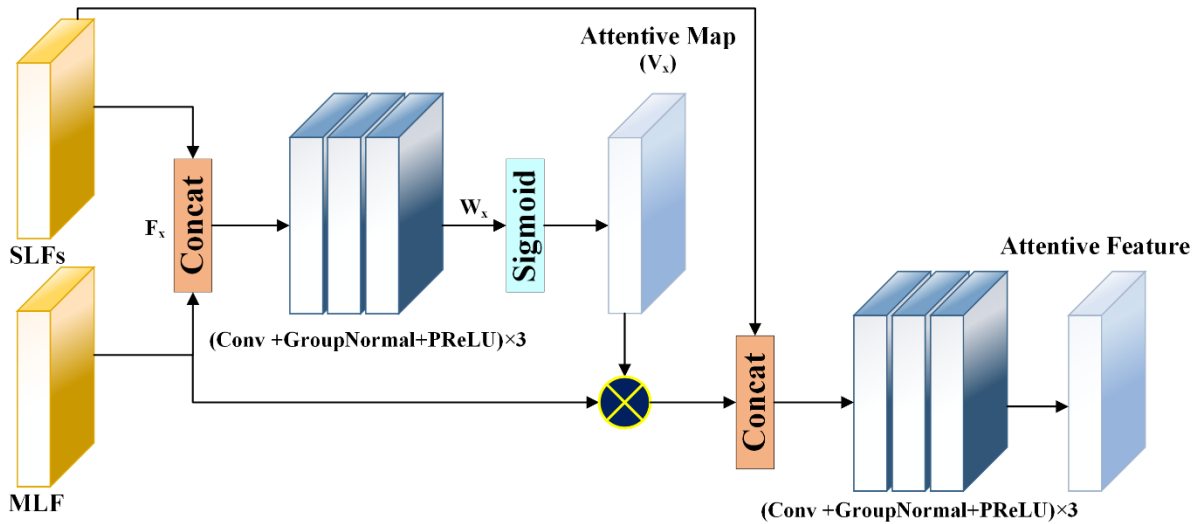 Attentive Map
(Vx)
SLFs
Fx
Concat
Wx
Sigmoid
(Conv +GroupNormal+PReLU)×3
Attentive Feature
MLF
Concat
(Conv +GroupNormal+PReLU)×3